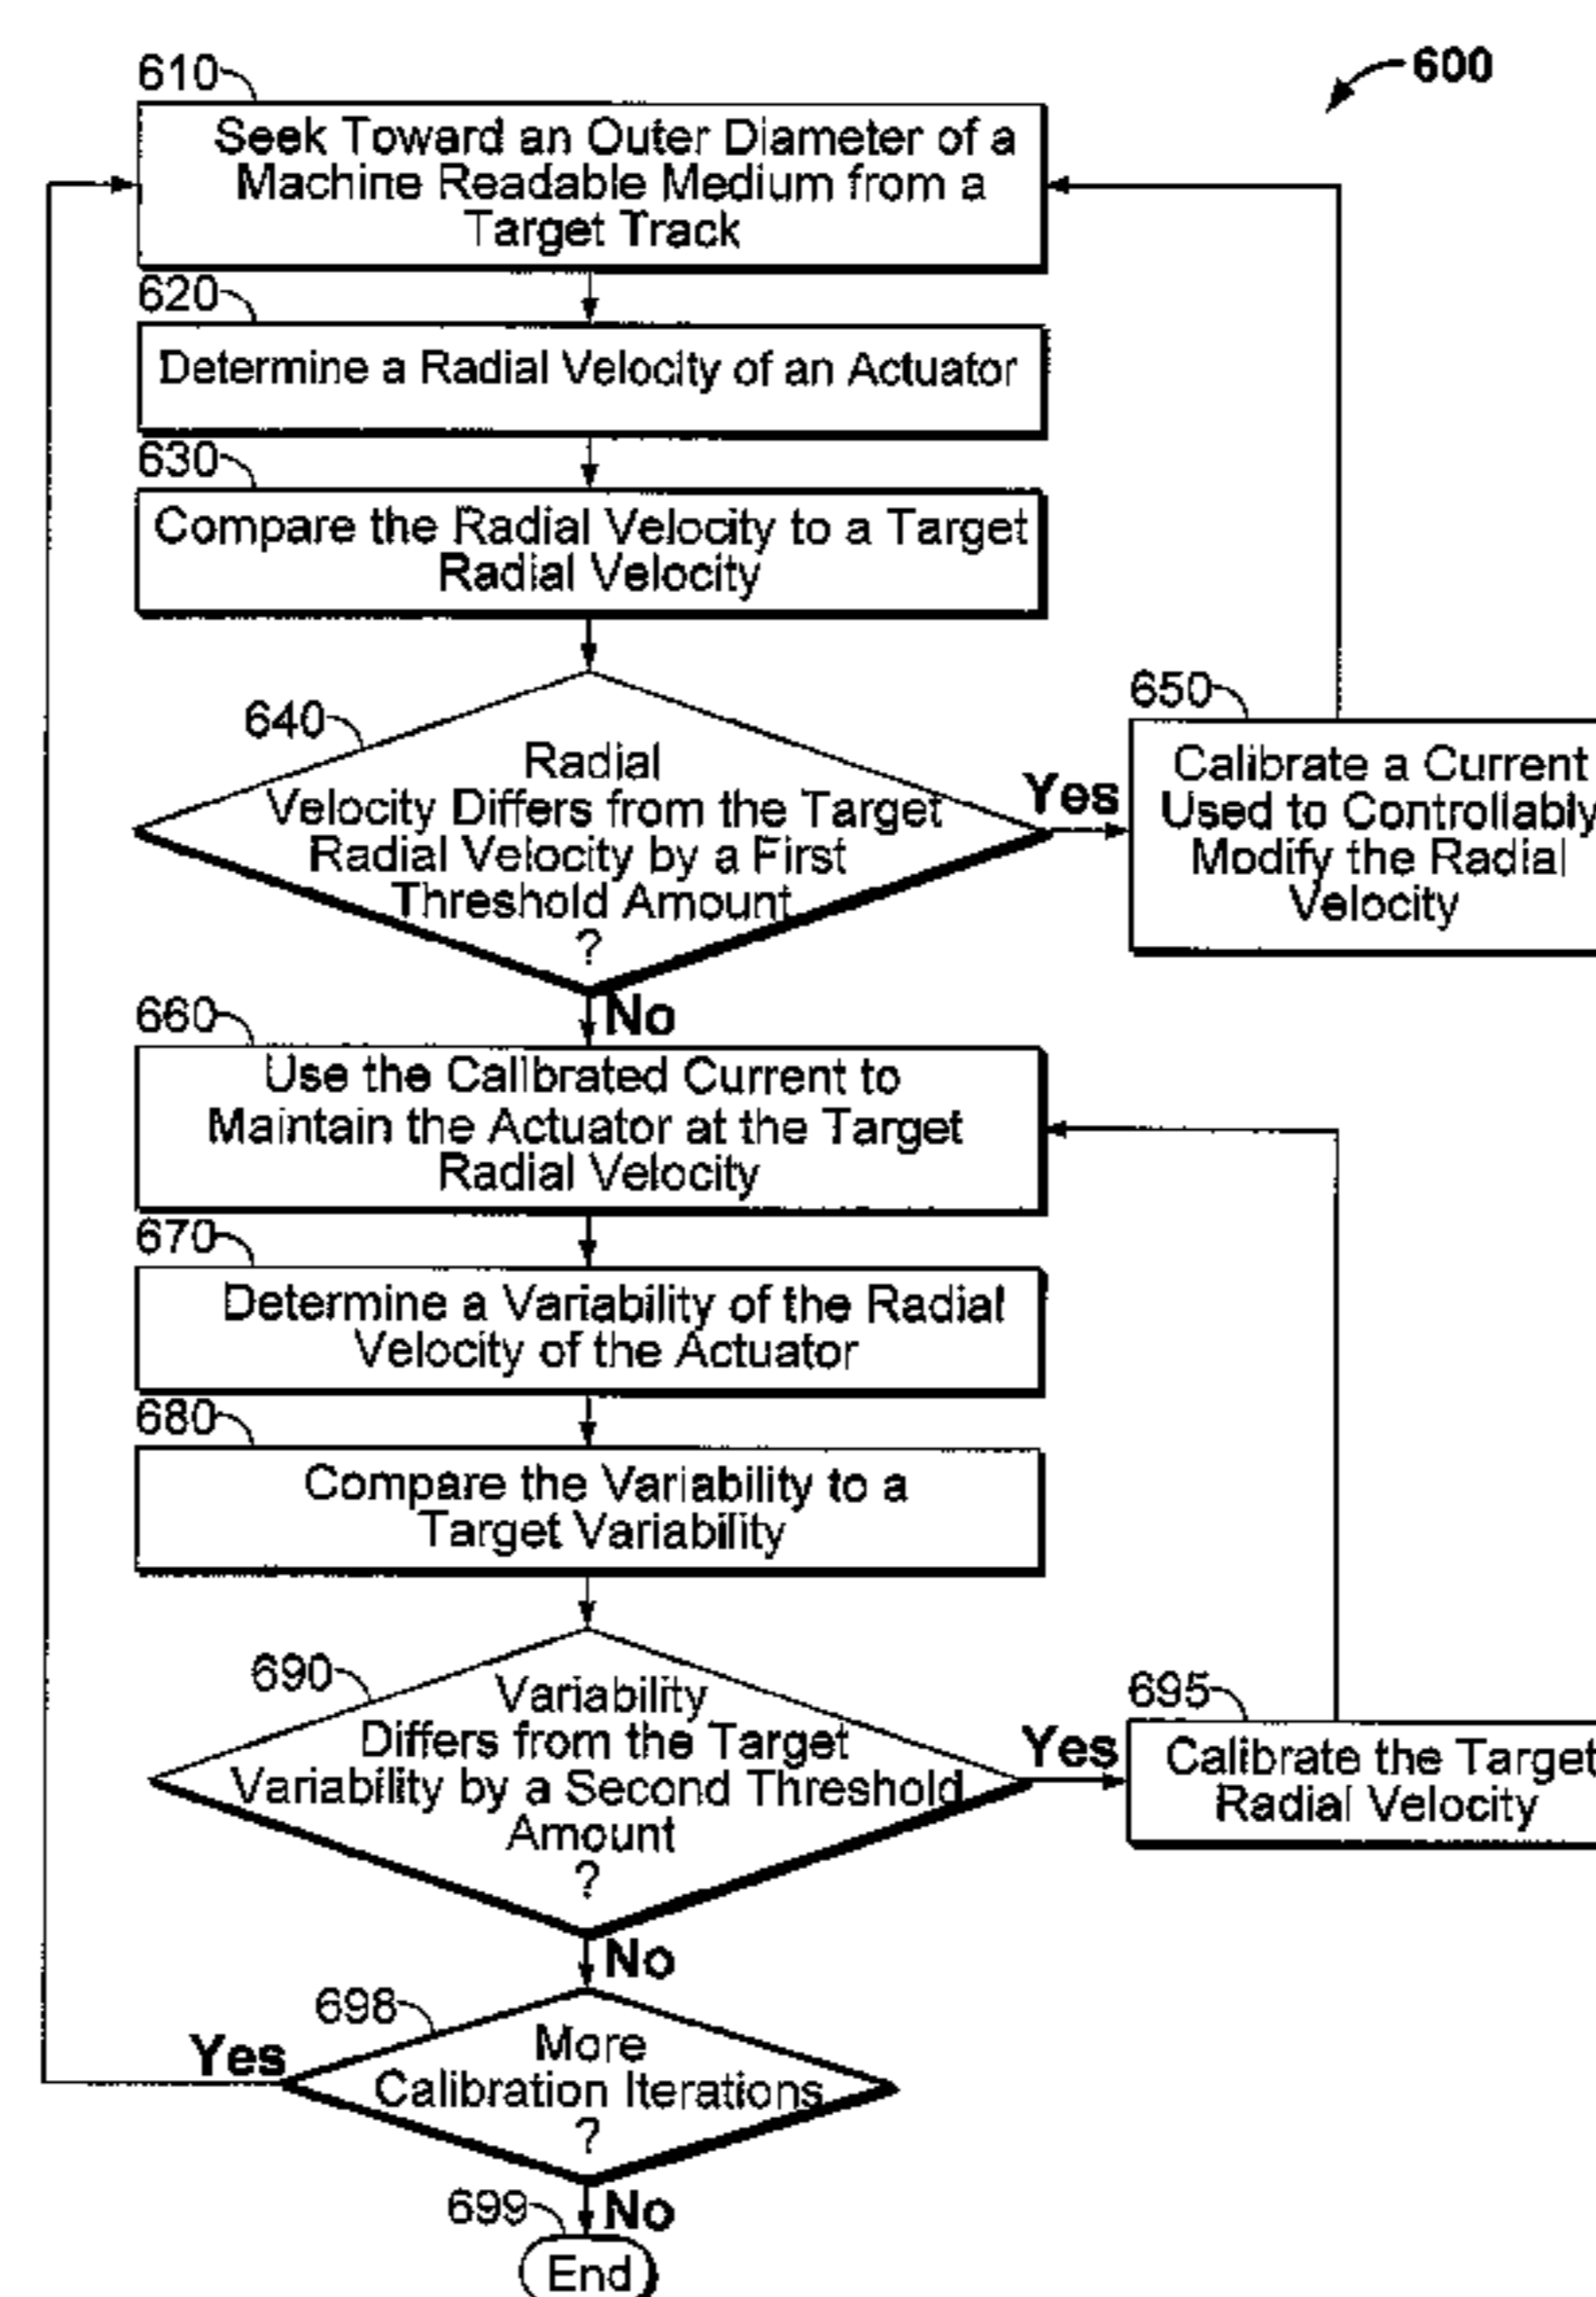 600
610
Seek Toward an Outer Diameter of a
Machine Readable Medium from a
Target Track
620
Determine a Radial Velocity of an Actuator
630
Compare the Radial Velocity to a Target
Radial Velocity
640
Radial
Velocity Differs from the Target
Radial Velocity by a First
Threshold Amount
?
Yes
650
Calibrate a Current
Used to Controllably
Modify the Radial
Velocity
No
660
Use the Calibrated Current to
Maintain the Actuator at the Target
Radial Velocity
670
Determine a Variability of the Radial
Velocity of the Actuator
680
Compare the Variability to a
Target Variability
690
Variability
Differs from the Target
Variability by a Second Threshold
Amount
?
Yes
695
Calibrate the Target
Radial Velocity
No
698
More
Calibration Iterations
?
Yes
No
699
End